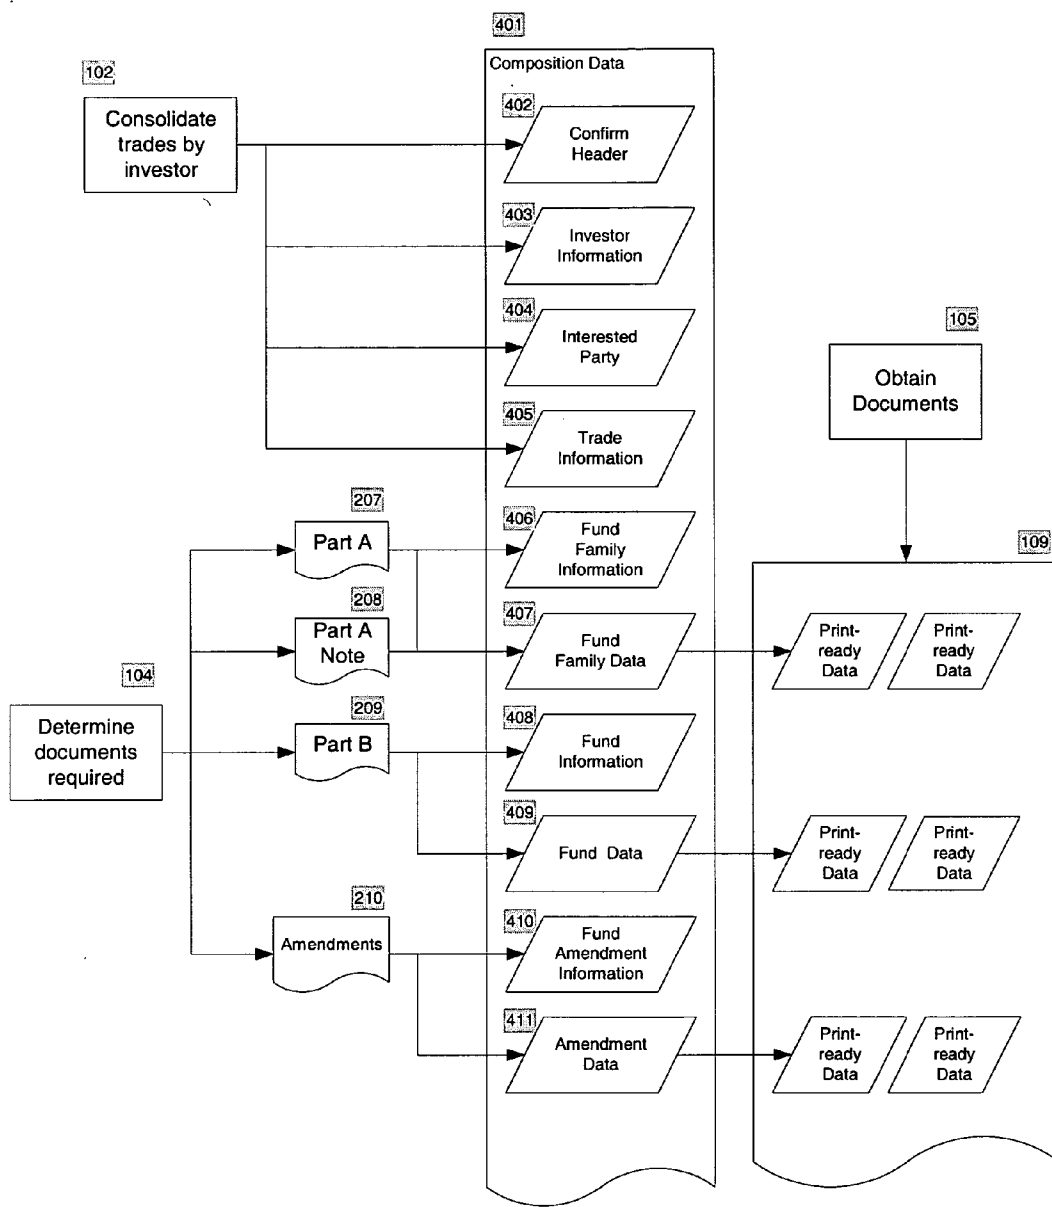 401
Composition Data
102
Consolidate
trades by
investor
402
Confirm
Header
403
Investor
Information
404
Interested
Party
405
Trade
Information
105
Obtain
Documents
207
Part A
406
Fund
Family
Information
109
208
Part A
Note
407
Fund
Family Data
Print-
ready
Data
Print-
ready
Data
104
Determine
documents
required
209
Part B
408
Fund
Information
409
Fund Data
Print-
ready
Data
Print-
ready
Data
210
Amendments
410
Fund
Amendment
Information
411
Amendment
Data
Print-
ready
Data
Print-
ready
Data